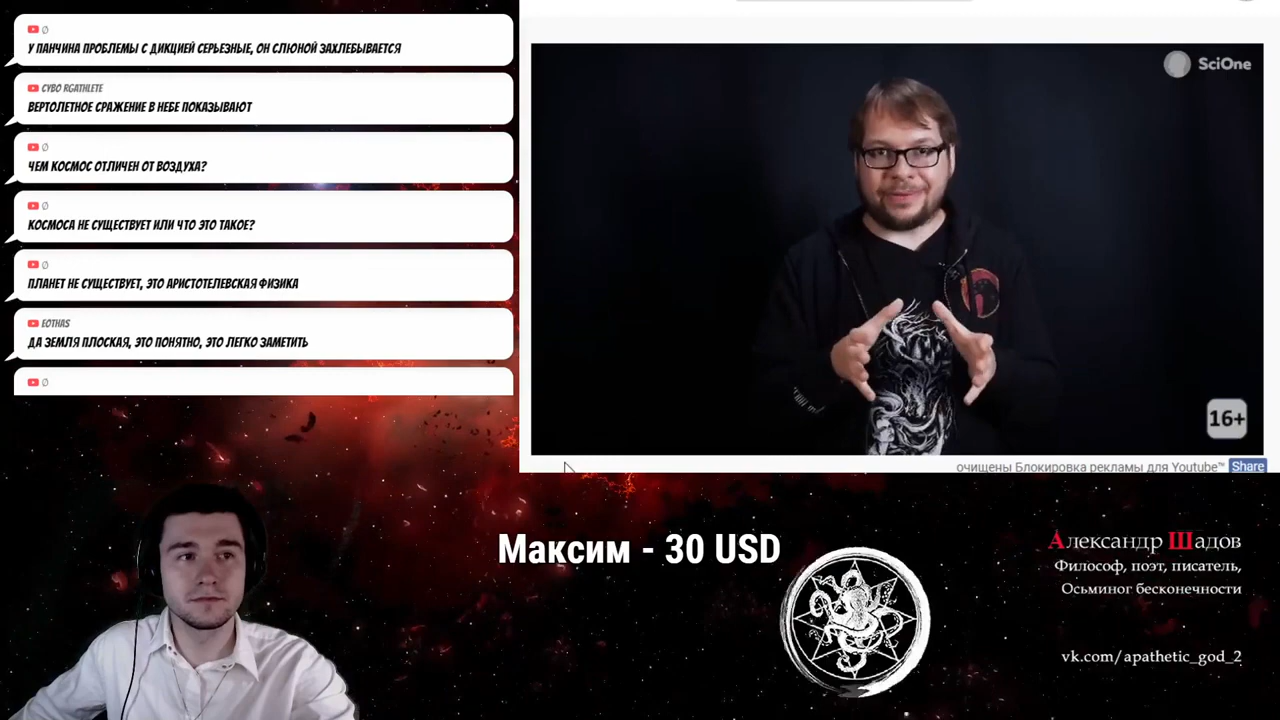 Ø
У ПАНЧИНА ПРОБЛЕМЫ С ДИКЦИЕЙ СЕРЬЕЗНЫЕ, ОН СЛЮНОЙ ЗАХЛЕБЫВАЕТСЯ
CYBO RGATHLETE
ВЕРТОЛЕТНОЕ СРАЖЕНИЕ В НЕБЕ ПОКАЗЫВАЮТ
Ø
ЧЕМ КОСМОС ОТЛИЧЕН ОТ ВОЗДУХА?
Ø
КОСМОСА НЕ СУЩЕСТВУЕТ ИЛИ ЧТО ЭТО ТАКОЕ?
Ø
ПЛАНЕТ НЕ СУЩЕСТВУЕТ, ЭТО АРИСТОТЕЛЕВСКАЯ ФИЗИКА
EOTHAS
ДА ЗЕМЛЯ ПЛОСКАЯ, ЭТО ПОНЯТНО, ЭТО ЛЕГКО ЗАМЕТИТЬ
Ø
SciOne
16+
очищены Блокировка рекламы для Youtube™ Share
Максим - 30 USD
Александр Шадов
Философ, поэт, писатель,
Осьминог бесконечности
vk.com/apathetic_god_2